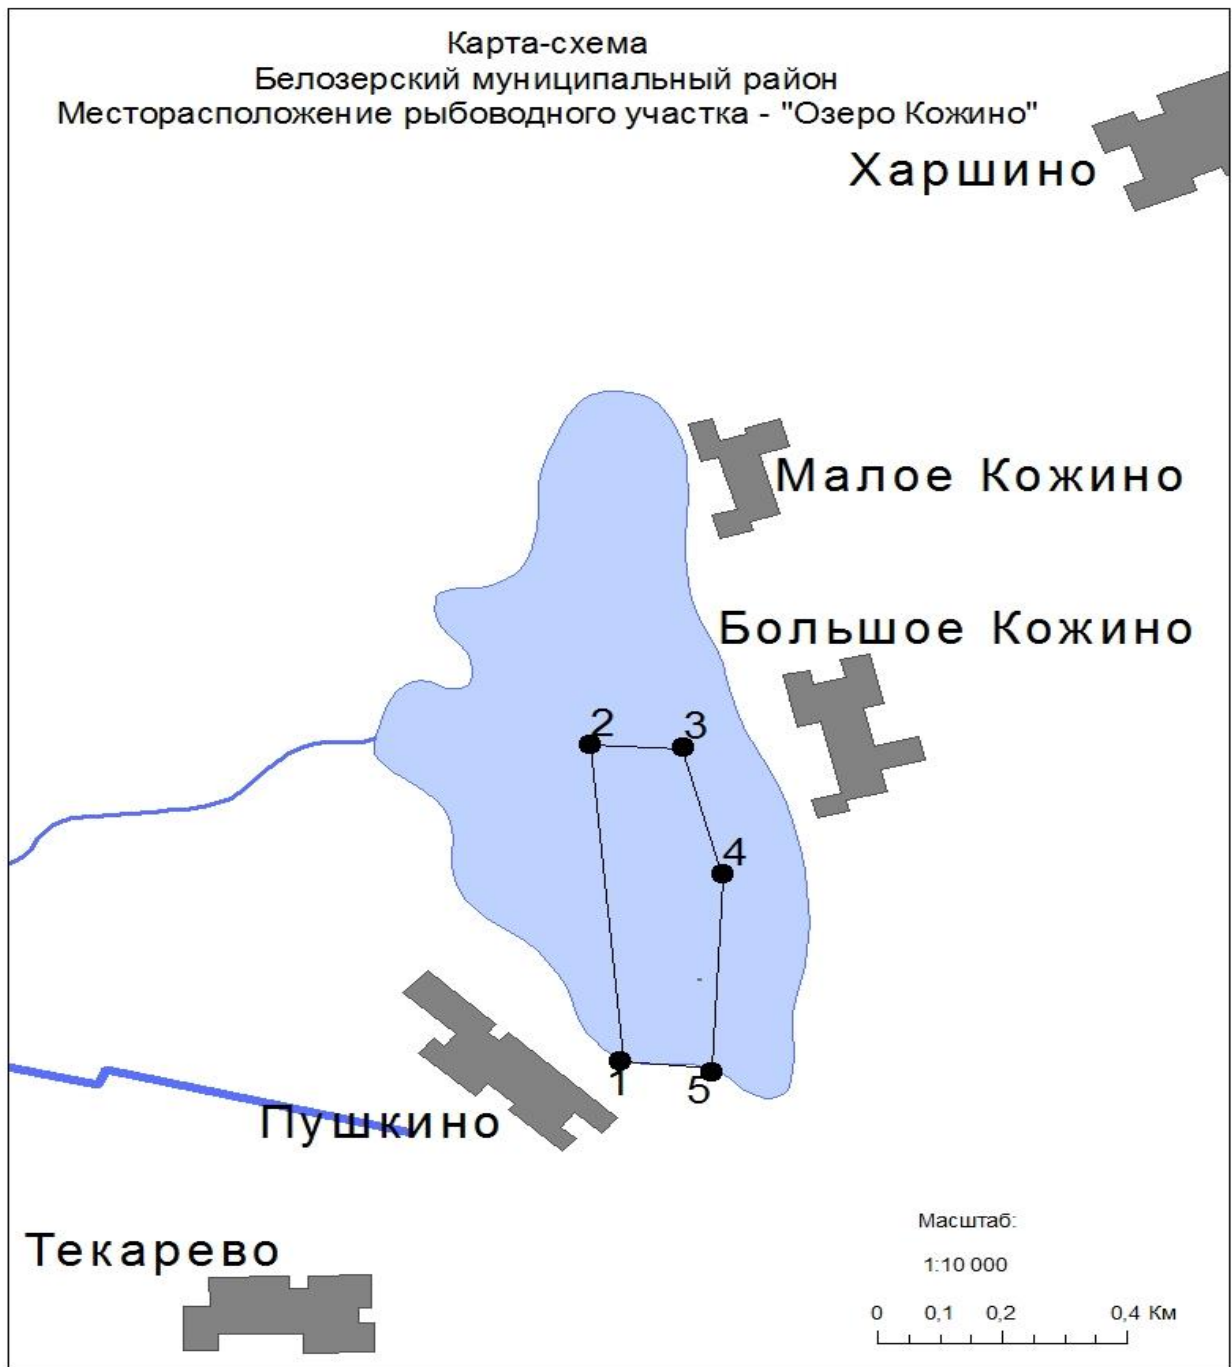 Карта-схема
Белозерский муниципальный район
Месторасположение рыбоводного участка - "Озеро Кожино"
Харшино
Малое Кожино
Большое Кожино
2
3
4
1
5
Пушкино
Текарево
Масштаб:
1:10 000
0 0,1 0,2 0,4 Км